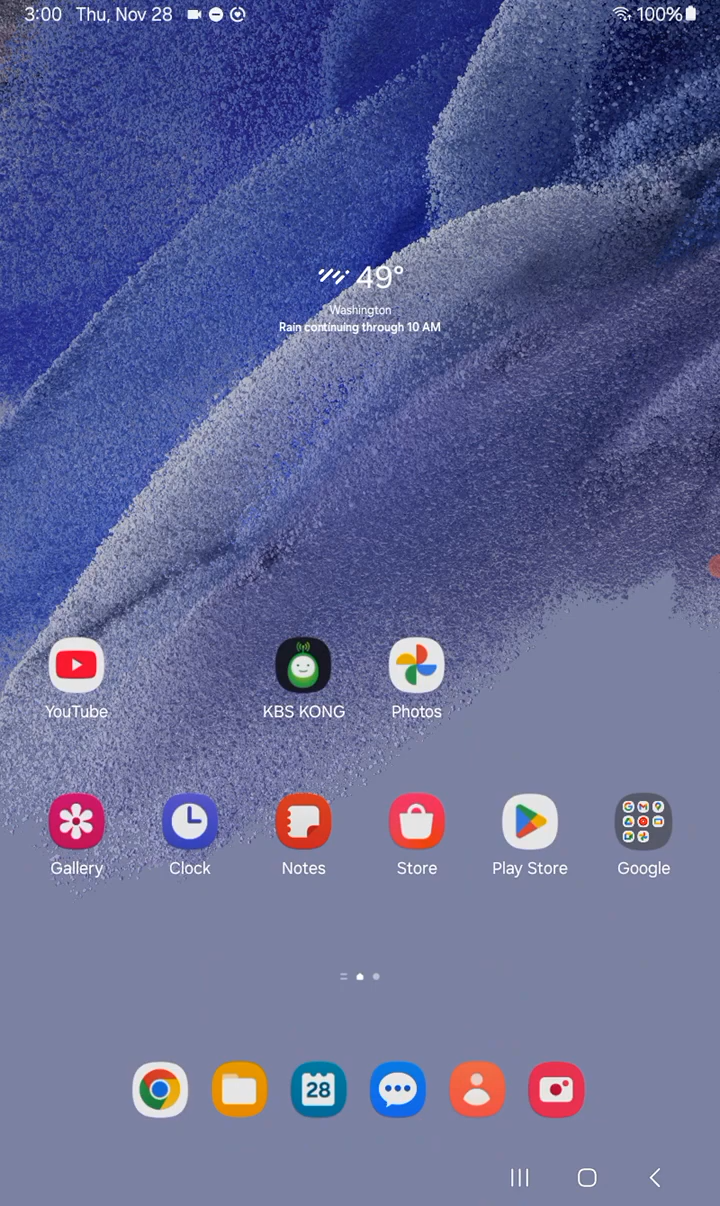 3:00 Thu, Nov 28
100%
49°
Washington
Rain continuing through 10 AM
YouTube
KBS KONG
Photos
Gallery
Clock
Notes
Store
Play Store
Google
28